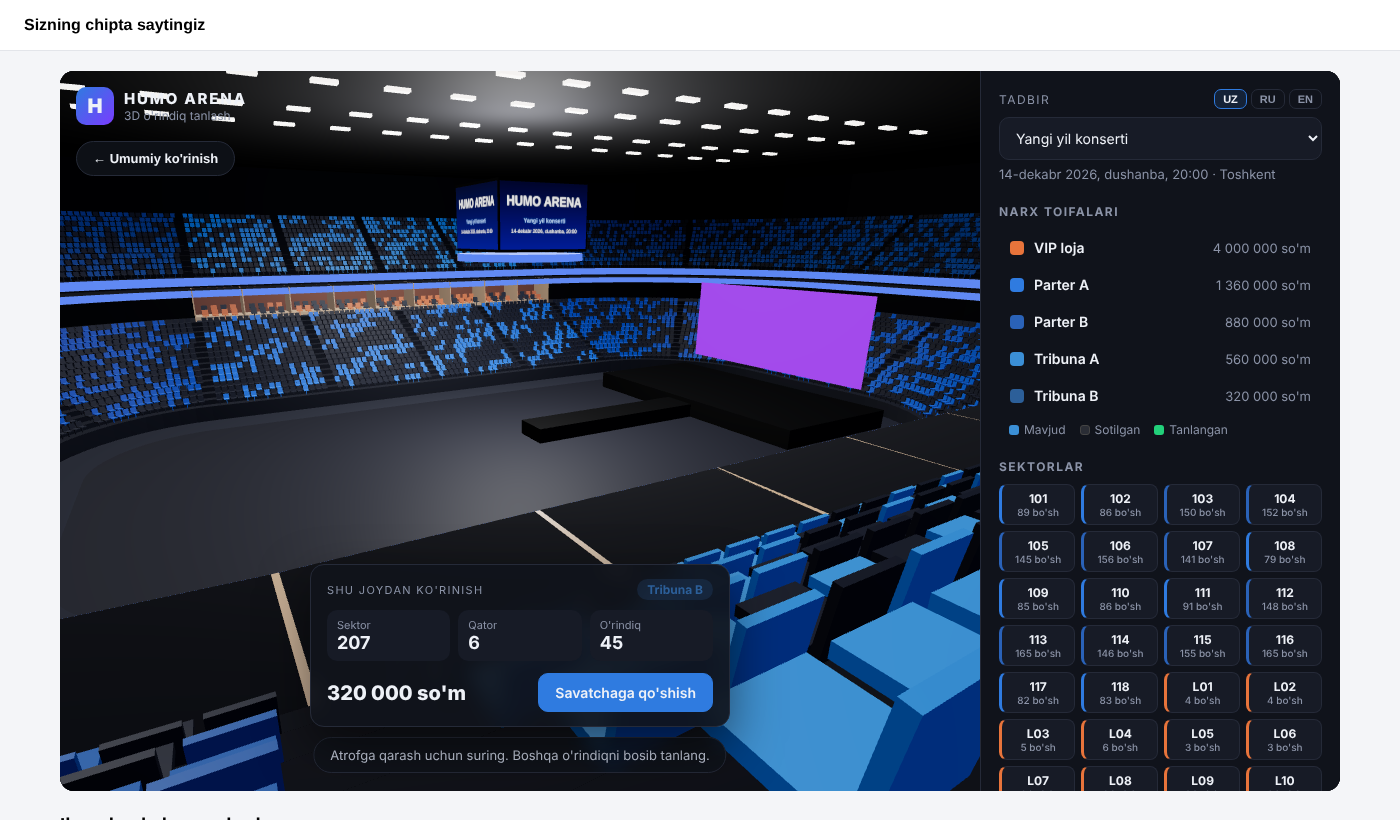 Sizning chipta saytingiz
H
HUMO ARENA
3D o'rindiq tanlash
← Umumiy ko'rinish
HUMO ARENA
HUMO ARENA
Yangi yil konserti
14-dekabr 2026, dushanba, 20:00
SHU JOYDAN KO'RINISH
Tribuna B
Sektor
207
Qator
6
O'rindiq
45
320 000 so'm
Savatchaga qo'shish
Atrofga qarash uchun suring. Boshqa o'rindiqni bosib tanlang.
TADBIR
UZ RU EN
Yangi yil konserti
14-dekabr 2026, dushanba, 20:00 · Toshkent
NARX TOIFALARI
VIP loja 4 000 000 so'm
Parter A 1 360 000 so'm
Parter B 880 000 so'm
Tribuna A 560 000 so'm
Tribuna B 320 000 so'm
Mavjud Sotilgan Tanlangan
SEKTORLAR
101 102 103 104
89 bo'sh 86 bo'sh 150 bo'sh 152 bo'sh
105 106 107 108
145 bo'sh 156 bo'sh 141 bo'sh 79 bo'sh
109 110 111 112
85 bo'sh 86 bo'sh 91 bo'sh 148 bo'sh
113 114 115 116
165 bo'sh 146 bo'sh 155 bo'sh 165 bo'sh
117 118 L01 L02
82 bo'sh 83 bo'sh 4 bo'sh 4 bo'sh
L03 L04 L05 L06
5 bo'sh 6 bo'sh 3 bo'sh 3 bo'sh
L07 L08 L09 L10